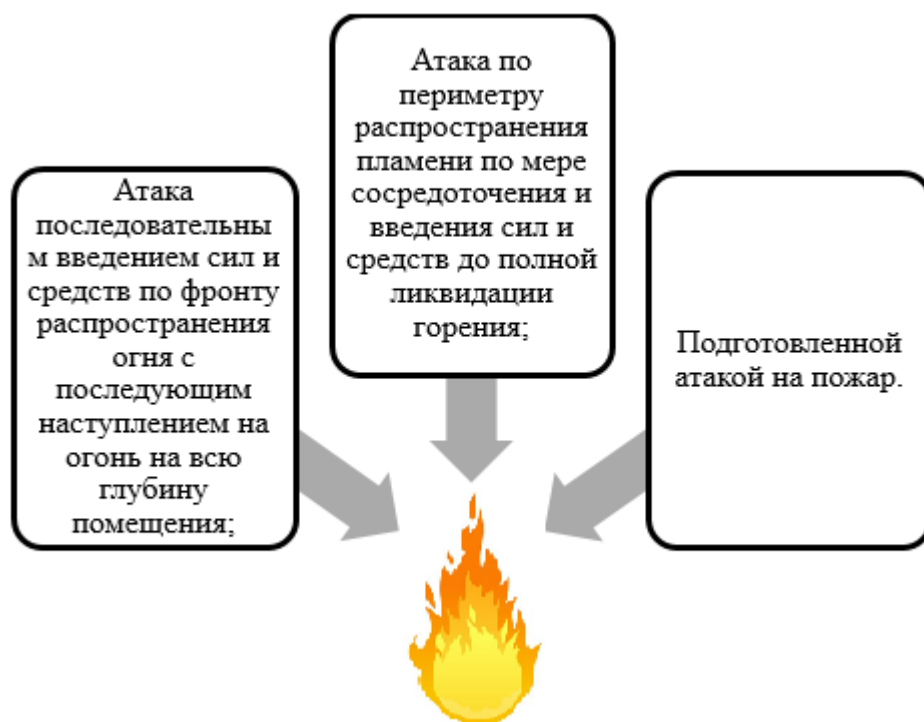 Атака
последовательны
м введением сил и
средств по фронту
распространения
огня с
последующим
наступлением на
огонь на всю
глубину
помещения;
Атака по
периметру
распространения
пламени по мере
сосредоточения и
введения сил и
средств до полной
ликвидации
горения;
Подготовленной
атакой на пожар.